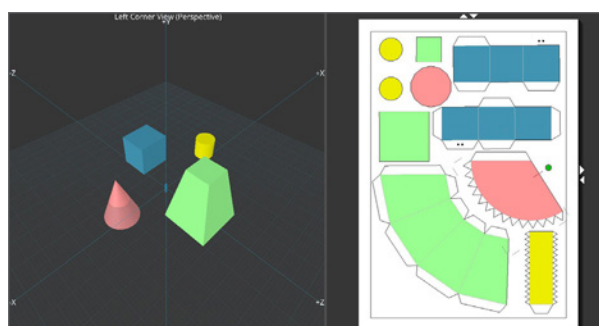 Left Corner View (Perspective)
+Y
-Z
+X
-X
+Z